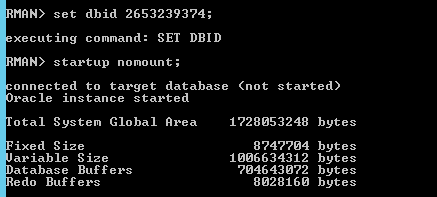 RMAN> set dbid 2653239374;
executing command: SET DBID
RMAN> startup nomount;
connected to target database (not started)
Oracle instance started
Total System Global Area    1728053248 bytes
Fixed Size                     8747704 bytes
Variable Size               1006634312 bytes
Database Buffers             704643072 bytes
Redo Buffers                   8028160 bytes